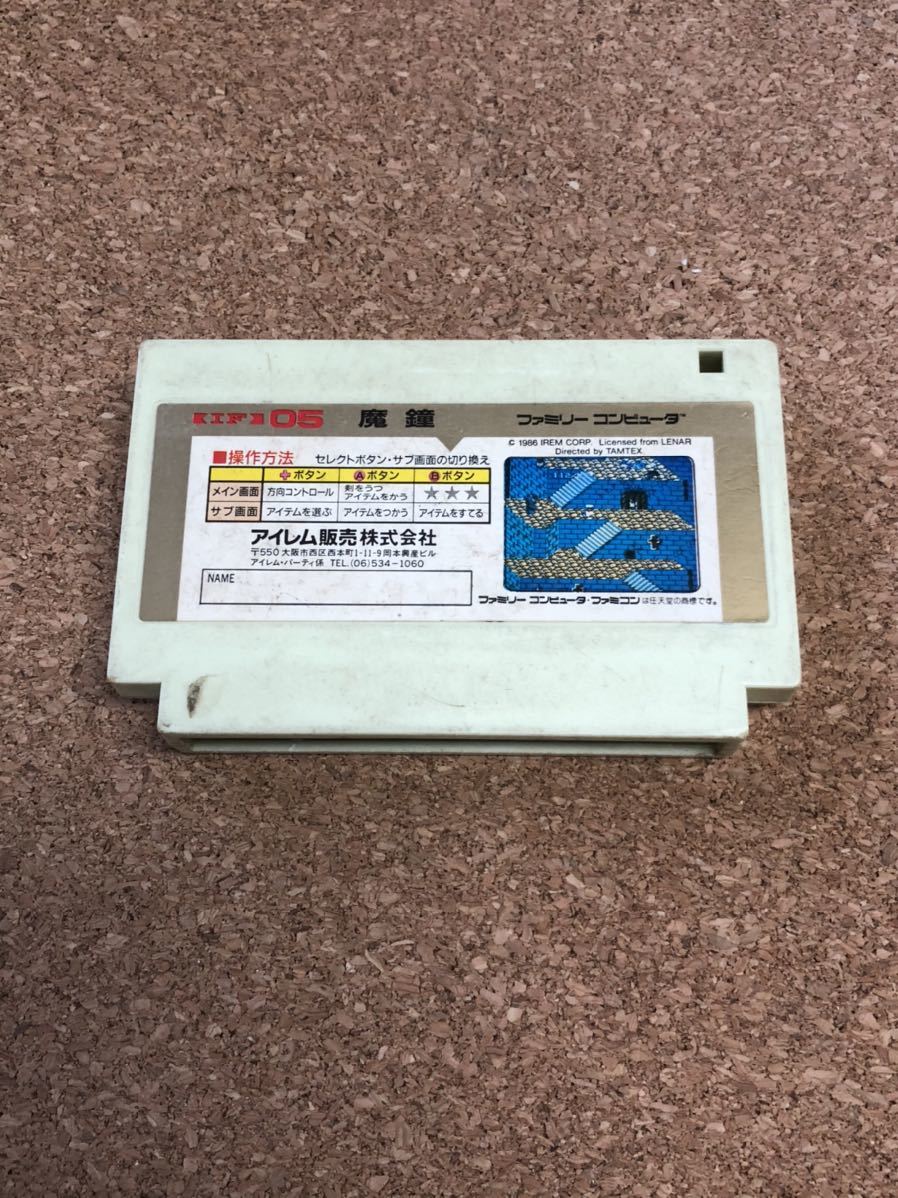 IF 05 魔鐘 ファミリー コンピュータ™
© 1986 IREM CORP. Licensed from LENAR
Directed by TAMTEX.
■操作方法 セレクトボタン・サブ画面の切り換え
+ボタン Aボタン Bボタン
メイン画面 方向コントロール 剣をうつ アイテムをかう ★★★
サブ画面 アイテムを選ぶ アイテムをつかう アイテムをすてる
アイレム販売株式会社
〒550 大阪市西区西本町1-11-9岡本興産ビル
アイレム・パーティ係 TEL.(06)534-1060
NAME
ファミリー コンピュータ・ファミコンは任天堂の商標です。